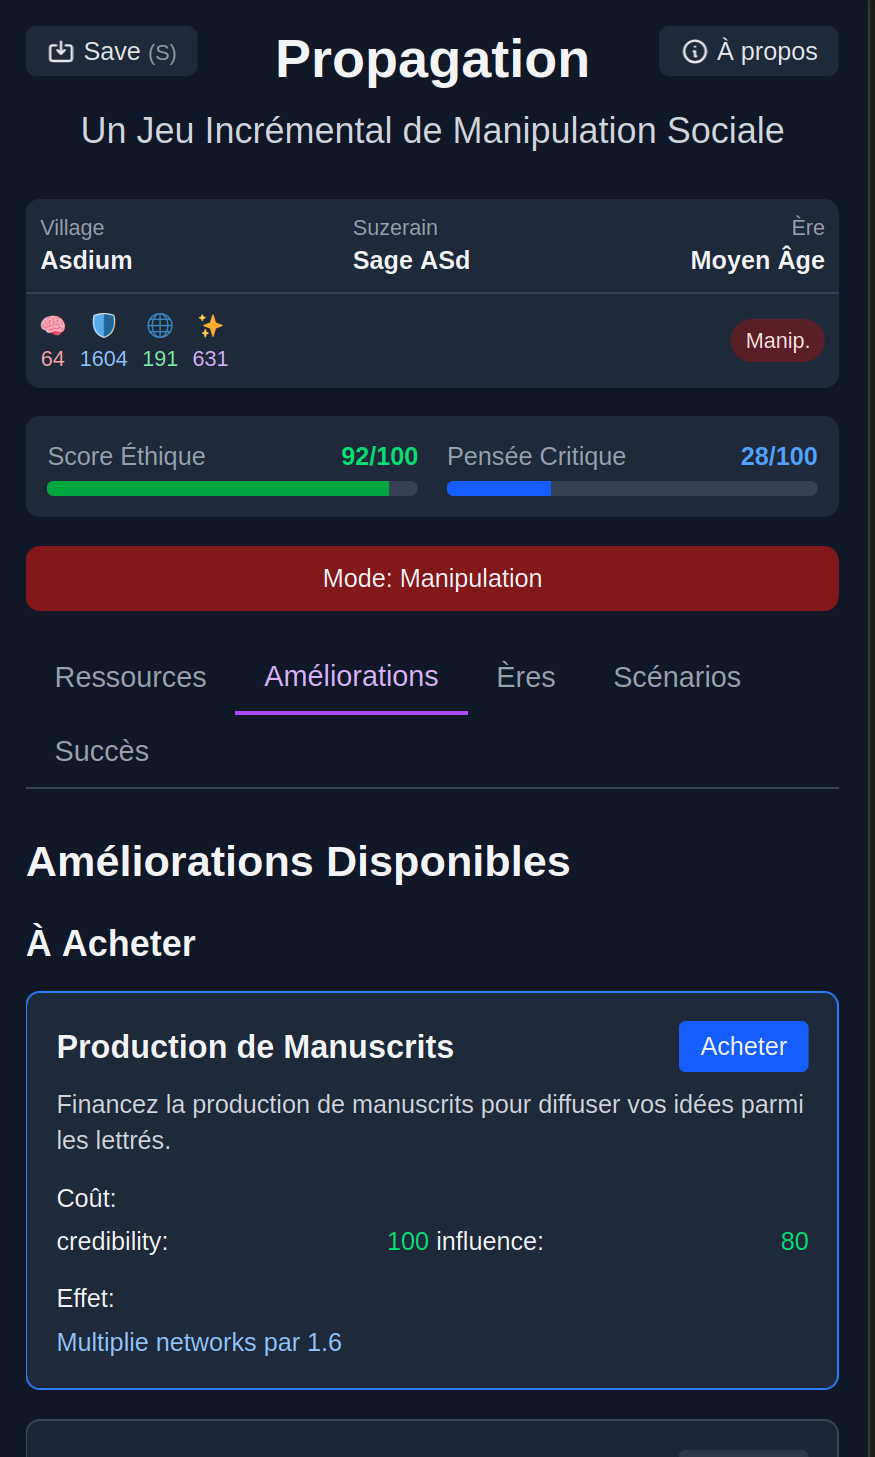 Save (S)
Propagation
À propos
Un Jeu Incrémental de Manipulation Sociale
Village
Suzerain
Ère
Asdium
Sage ASd
Moyen Âge
64 1604 191 631
Manip.
Score Éthique 92/100
Pensée Critique 28/100
Mode: Manipulation
Ressources Améliorations Ères Scénarios
Succès
Améliorations Disponibles
À Acheter
Production de Manuscrits
Acheter
Financez la production de manuscrits pour diffuser vos idées parmi
les lettrés.
Coût:
credibility: 100 influence: 80
Effet:
Multiplie networks par 1.6